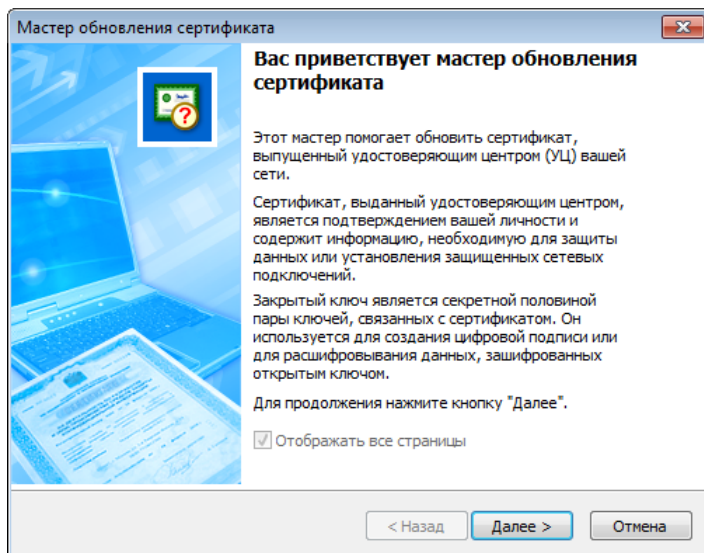 Мастер обновления сертификата
Вас приветствует мастер обновления
сертификата
Этот мастер помогает обновить сертификат,
выпущенный удостоверяющим центром (УЦ) вашей
сети.
Сертификат, выданный удостоверяющим центром,
является подтверждением вашей личности и
содержит информацию, необходимую для защиты
данных или установления защищенных сетевых
подключений.
Закрытый ключ является секретной половиной
пары ключей, связанных с сертификатом. Он
используется для создания цифровой подписи или
для расшифровывания данных, зашифрованных
открытым ключом.
Для продолжения нажмите кнопку "Далее".
Отображать все страницы
< Назад Далее > Отмена